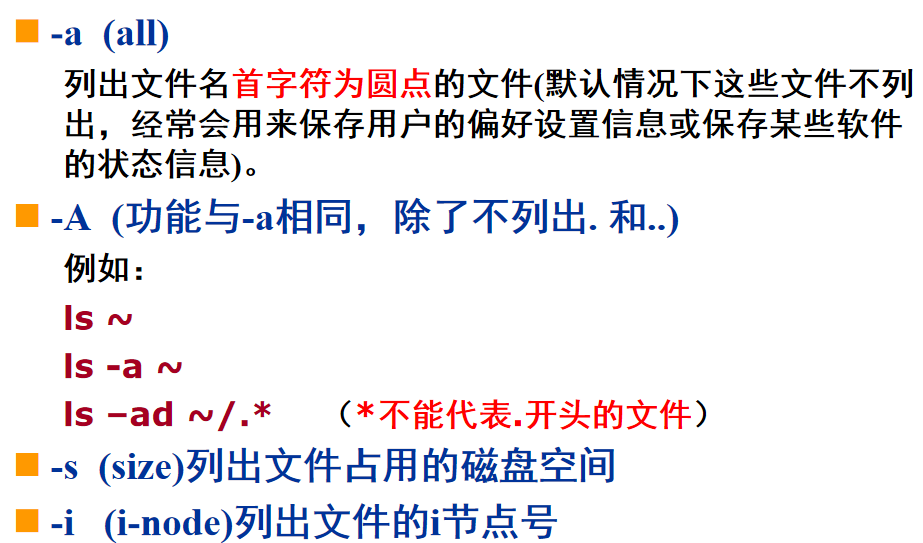 -a (all)
列出文件名首字符为圆点的文件(默认情况下这些文件不列
出，经常会用来保存用户的偏好设置信息或保存某些软件
的状态信息)。
-A (功能与-a相同，除了不列出. 和..)
例如：
ls ~
ls -a ~
ls –ad ~/.* （*不能代表.开头的文件）
-s (size)列出文件占用的磁盘空间
-i (i-node)列出文件的i节点号